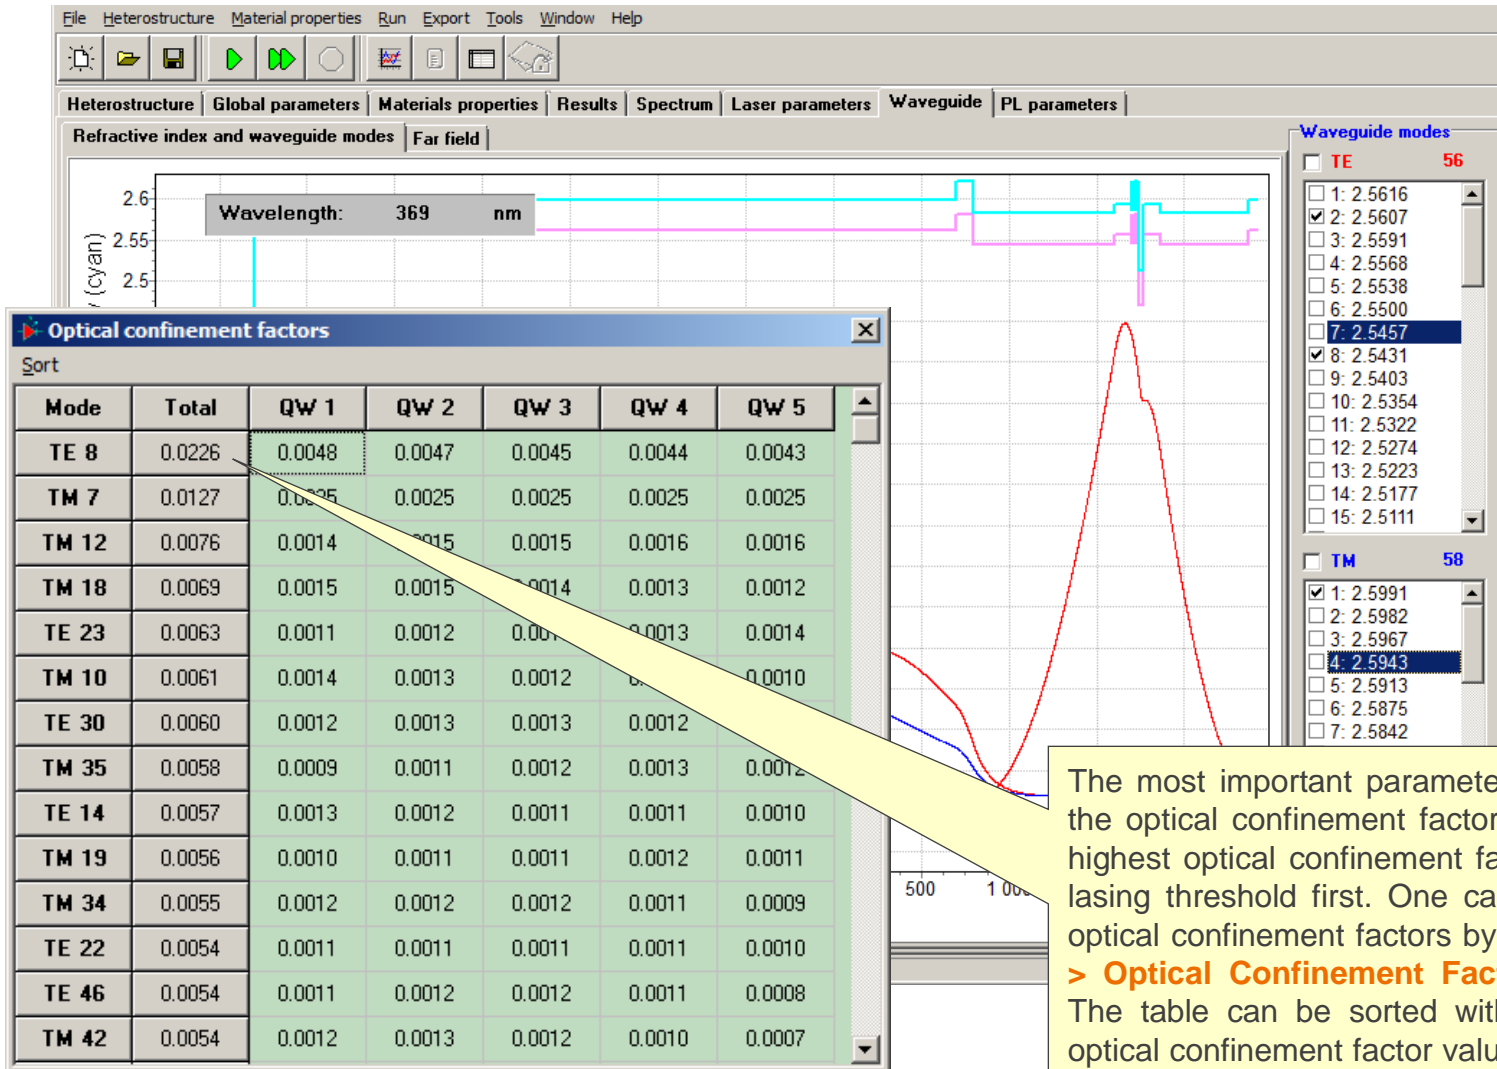 File Heterostructure Material properties Run Export Tools Window Help
Heterostructure Global parameters Materials properties Results Spectrum Laser parameters Waveguide PL parameters
Refractive index and waveguide modes Far field
Waveguide modes
TE 56
1: 2.5616
2: 2.5607
3: 2.5591
4: 2.5568
5: 2.5538
6: 2.5500
7: 2.5457
8: 2.5431
9: 2.5403
10: 2.5354
11: 2.5322
12: 2.5274
13: 2.5223
14: 2.5177
15: 2.5111
TM 58
1: 2.5991
2: 2.5982
3: 2.5967
4: 2.5943
5: 2.5913
6: 2.5875
7: 2.5842
2.6
2.55
2.5
(cyan)
Wavelength: 369 nm
500 1 000
Optical confinement factors
Sort
Mode Total QW 1 QW 2 QW 3 QW 4 QW 5
TE 8 0.0226 0.0048 0.0047 0.0045 0.0044 0.0043
TM 7 0.0127 0.0025 0.0025 0.0025 0.0025 0.0025
TM 12 0.0076 0.0014 0.0015 0.0015 0.0016 0.0016
TM 18 0.0069 0.0015 0.0015 0.0014 0.0013 0.0012
TE 23 0.0063 0.0011 0.0012 0.0013 0.0014
TM 10 0.0061 0.0014 0.0013 0.0012 0.0010
TE 30 0.0060 0.0012 0.0013 0.0013 0.0012
TM 35 0.0058 0.0009 0.0011 0.0012 0.0013 0.0012
TE 14 0.0057 0.0013 0.0012 0.0011 0.0011 0.0010
TM 19 0.0056 0.0010 0.0011 0.0011 0.0012 0.0011
TM 34 0.0055 0.0012 0.0012 0.0012 0.0011 0.0009
TE 22 0.0054 0.0011 0.0011 0.0011 0.0011 0.0010
TE 46 0.0054 0.0011 0.0012 0.0012 0.0011 0.0008
TM 42 0.0054 0.0012 0.0013 0.0012 0.0010 0.0007
The most important paramete
the optical confinement factor
highest optical confinement fa
lasing threshold first. One ca
optical confinement factors by
> Optical Confinement Fac
The table can be sorted wit
optical confinement factor valu